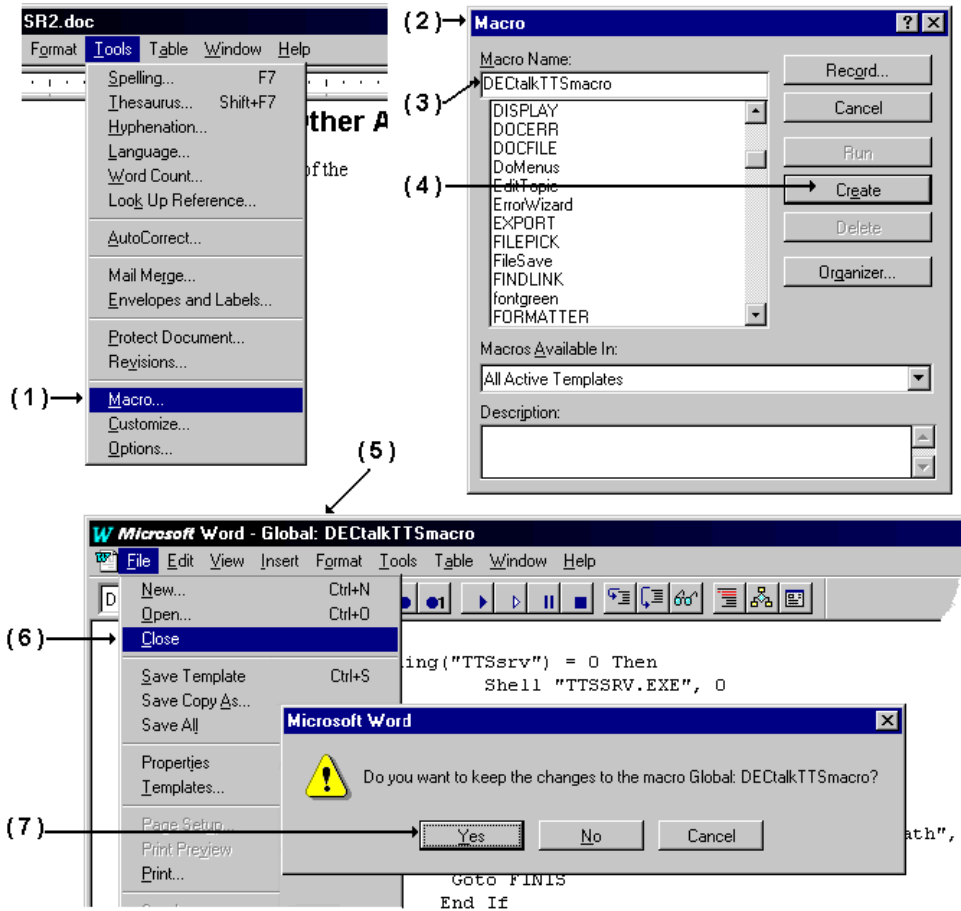 SR2.doc
Format Tools Table Window Help
Spelling... F7
Thesaurus... Shift+F7
Hyphenation...
Language...
Word Count...
Look Up Reference...
AutoCorrect...
Mail Merge...
Envelopes and Labels...
Protect Document...
Revisions...
(1) Macro...
Customize...
Options...
ther A
of the
(2) Macro
Macro Name:
(3) DECtalkTTSmacro
DISPLAY
DOCERR
DOCFILE
DoMenus
(4) EditTopic
ErrorWizard
EXPORT
FILEPICK
FileSave
FINDLINK
fontgreen
FORMATTER
Record...
Cancel
Run
Create
Delete
Organizer...
Macros Available In:
All Active Templates
Description:
(5)
Microsoft Word - Global: DECtalkTTSmacro
File Edit View Insert Format Tools Table Window Help
D
New... Ctrl+N
Open... Ctrl+O
(6) Close
Save Template Ctrl+S
Save Copy As...
Save All
Properties
Templates...
(7) Page Setup...
Print Preview
Print...
1
ing("TTSsrv") = 0 Then
Shell "TTSSRV.EXE", 0
Microsoft Word
Do you want to keep the changes to the macro Global: DECtalkTTSmacro?
Yes No Cancel
ath",
Goto FINIS
End If